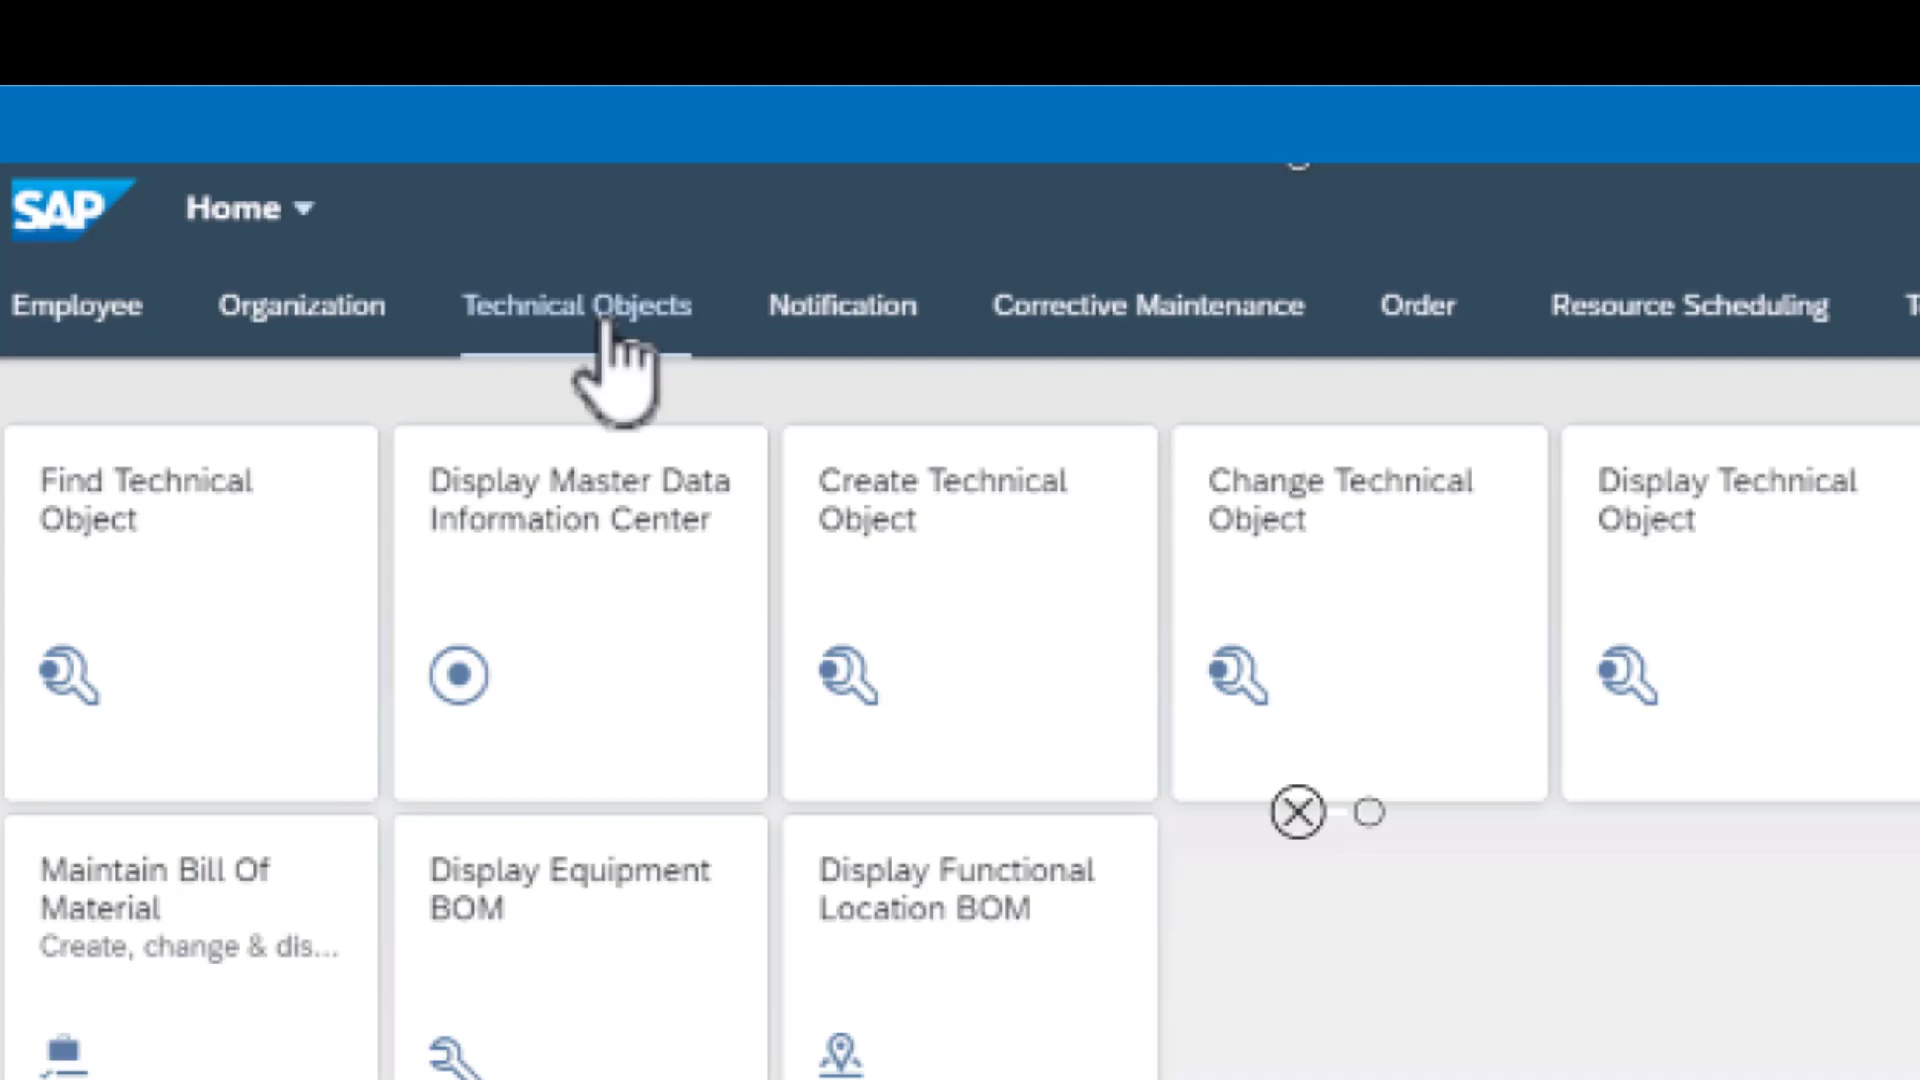 SAP
Home
Employee
Organization
Technical Objects
Notification
Corrective Maintenance
Order
Resource Scheduling
Find Technical
Object
Display Master Data
Information Center
Create Technical
Object
Change Technical
Object
Display Technical
Object
Maintain Bill Of
Material
Create, change & dis...
Display Equipment
BOM
Display Functional
Location BOM